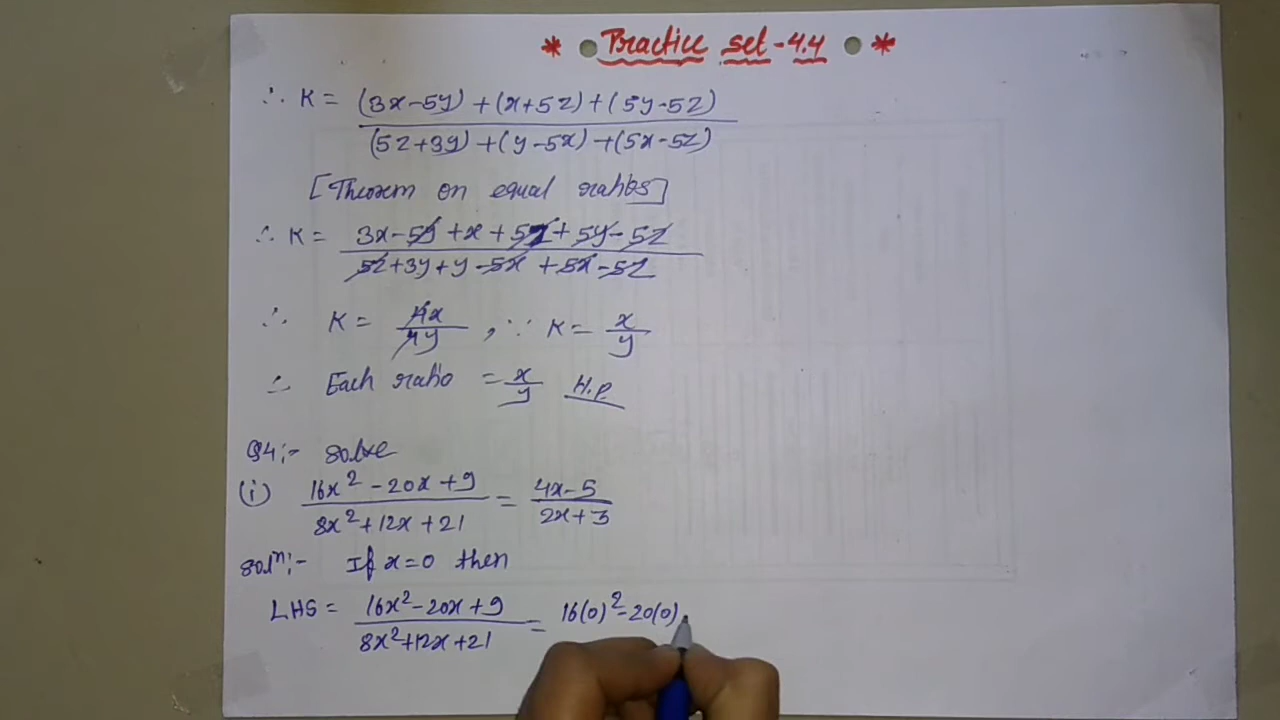 * • Practice set - 4.4 • *
∴ K = (3x-5y) + (x+5z) + (5y-5z)
(5z+3y) + (y-5x) + (5x-5z)
[Theorem on equal ratios]
∴ K = 3x-5y + x + 5z + 5y - 5z
5z + 3y + y - 5x + 5x - 5z
∴ K = 4x/4y , ∵ K = x/y
∴ Each ratio = x/y H.P
Q4:- solve
(i) 16x² - 20x + 9 = 4x-5
8x² + 12x + 21 2x+3
solⁿ:- If x=0 then
LHS = 16x² - 20x + 9 = 16(0)² - 20(0)
8x² + 12x + 21